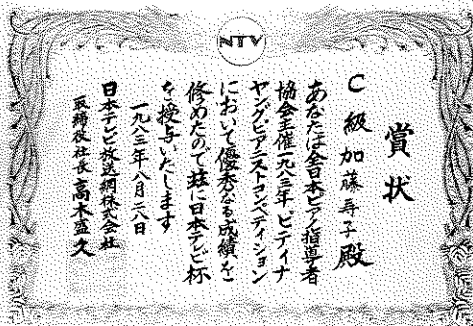 NTV
賞状
C級 加藤寿子殿
あなたは全日本ピアノ指導者
協会主催一九八三年ピティナ
ヤングピアニストコンペティション
において優秀なる成績を
修めたので茲に日本テレビ杯
を授与いたします
一九八三年八月二八日
日本テレビ放送網株式会社
取締役社長 高木盛久